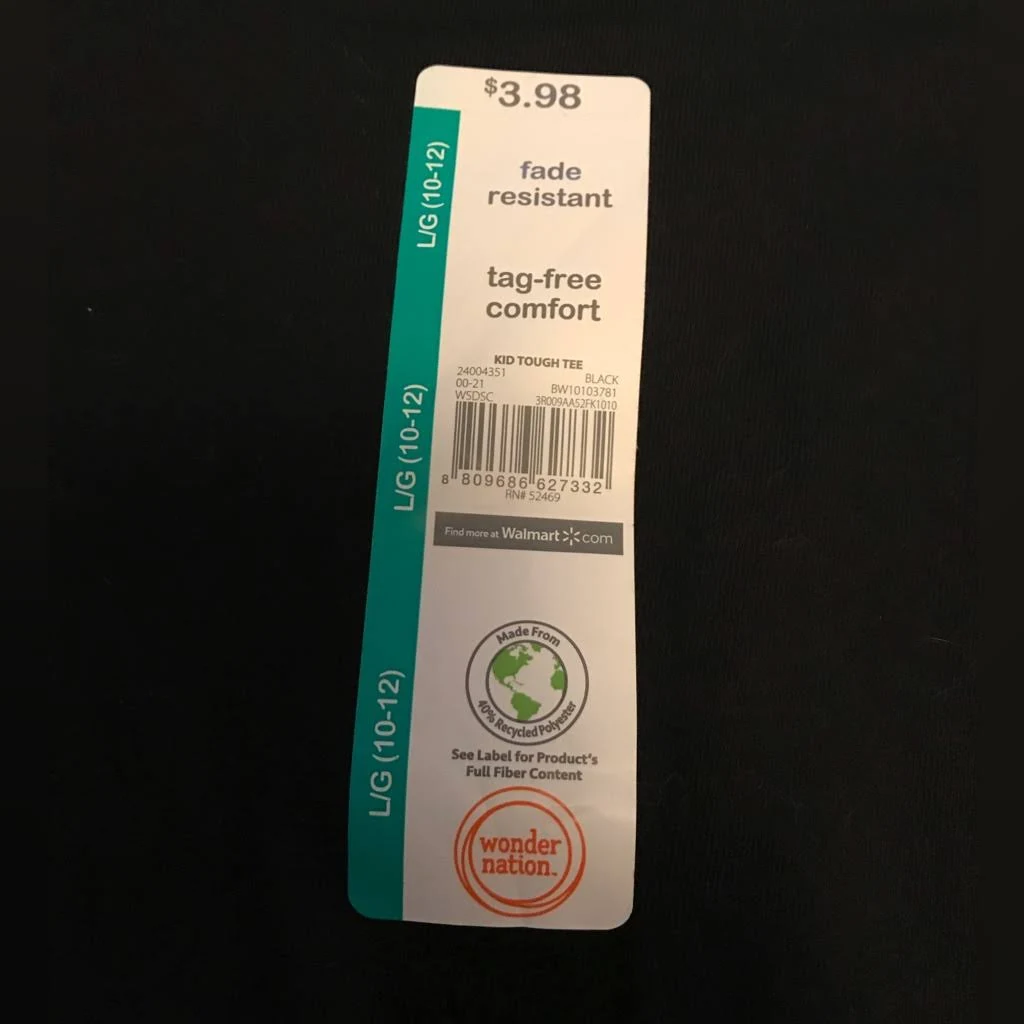 $3.98
L/G (10-12)
fade
resistant
tag-free
comfort
KID TOUGH TEE
24004351 BLACK
00-21 BW10103781
W5DSC 3R009AA52FK1010
L/G (10-12)
8 809686 627332
RN# 52469
Find more at Walmart com
Made From
40% Recycled Polyester
L/G (10-12)
See Label for Product's
Full Fiber Content
wonder
nation™